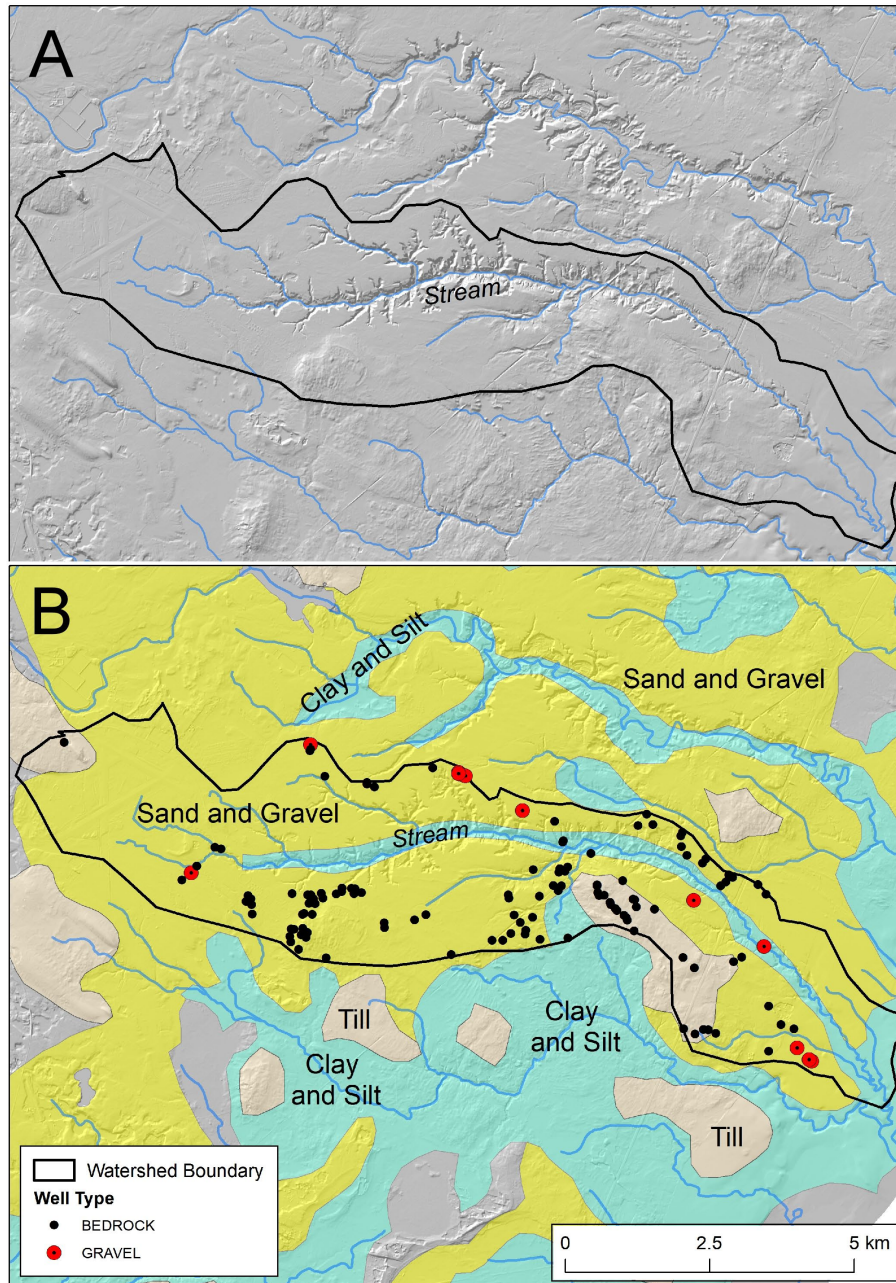 A
Stream
B
Clay and Silt
Sand and Gravel
Sand and Gravel
Stream
Till
Clay
and Silt
Clay
and Silt
Till
Watershed Boundary
Well Type
BEDROCK
GRAVEL
0 2.5 5 km